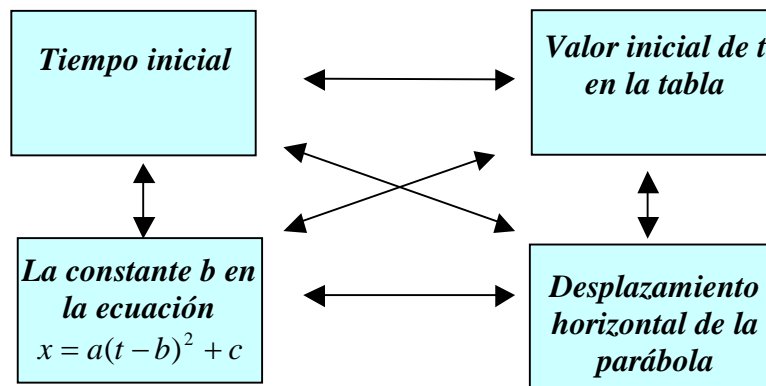 Tiempo inicial
Valor inicial de t
en la tabla
La constante b en
la ecuación
x = a(t − b)² + c
Desplazamiento
horizontal de la
parábola